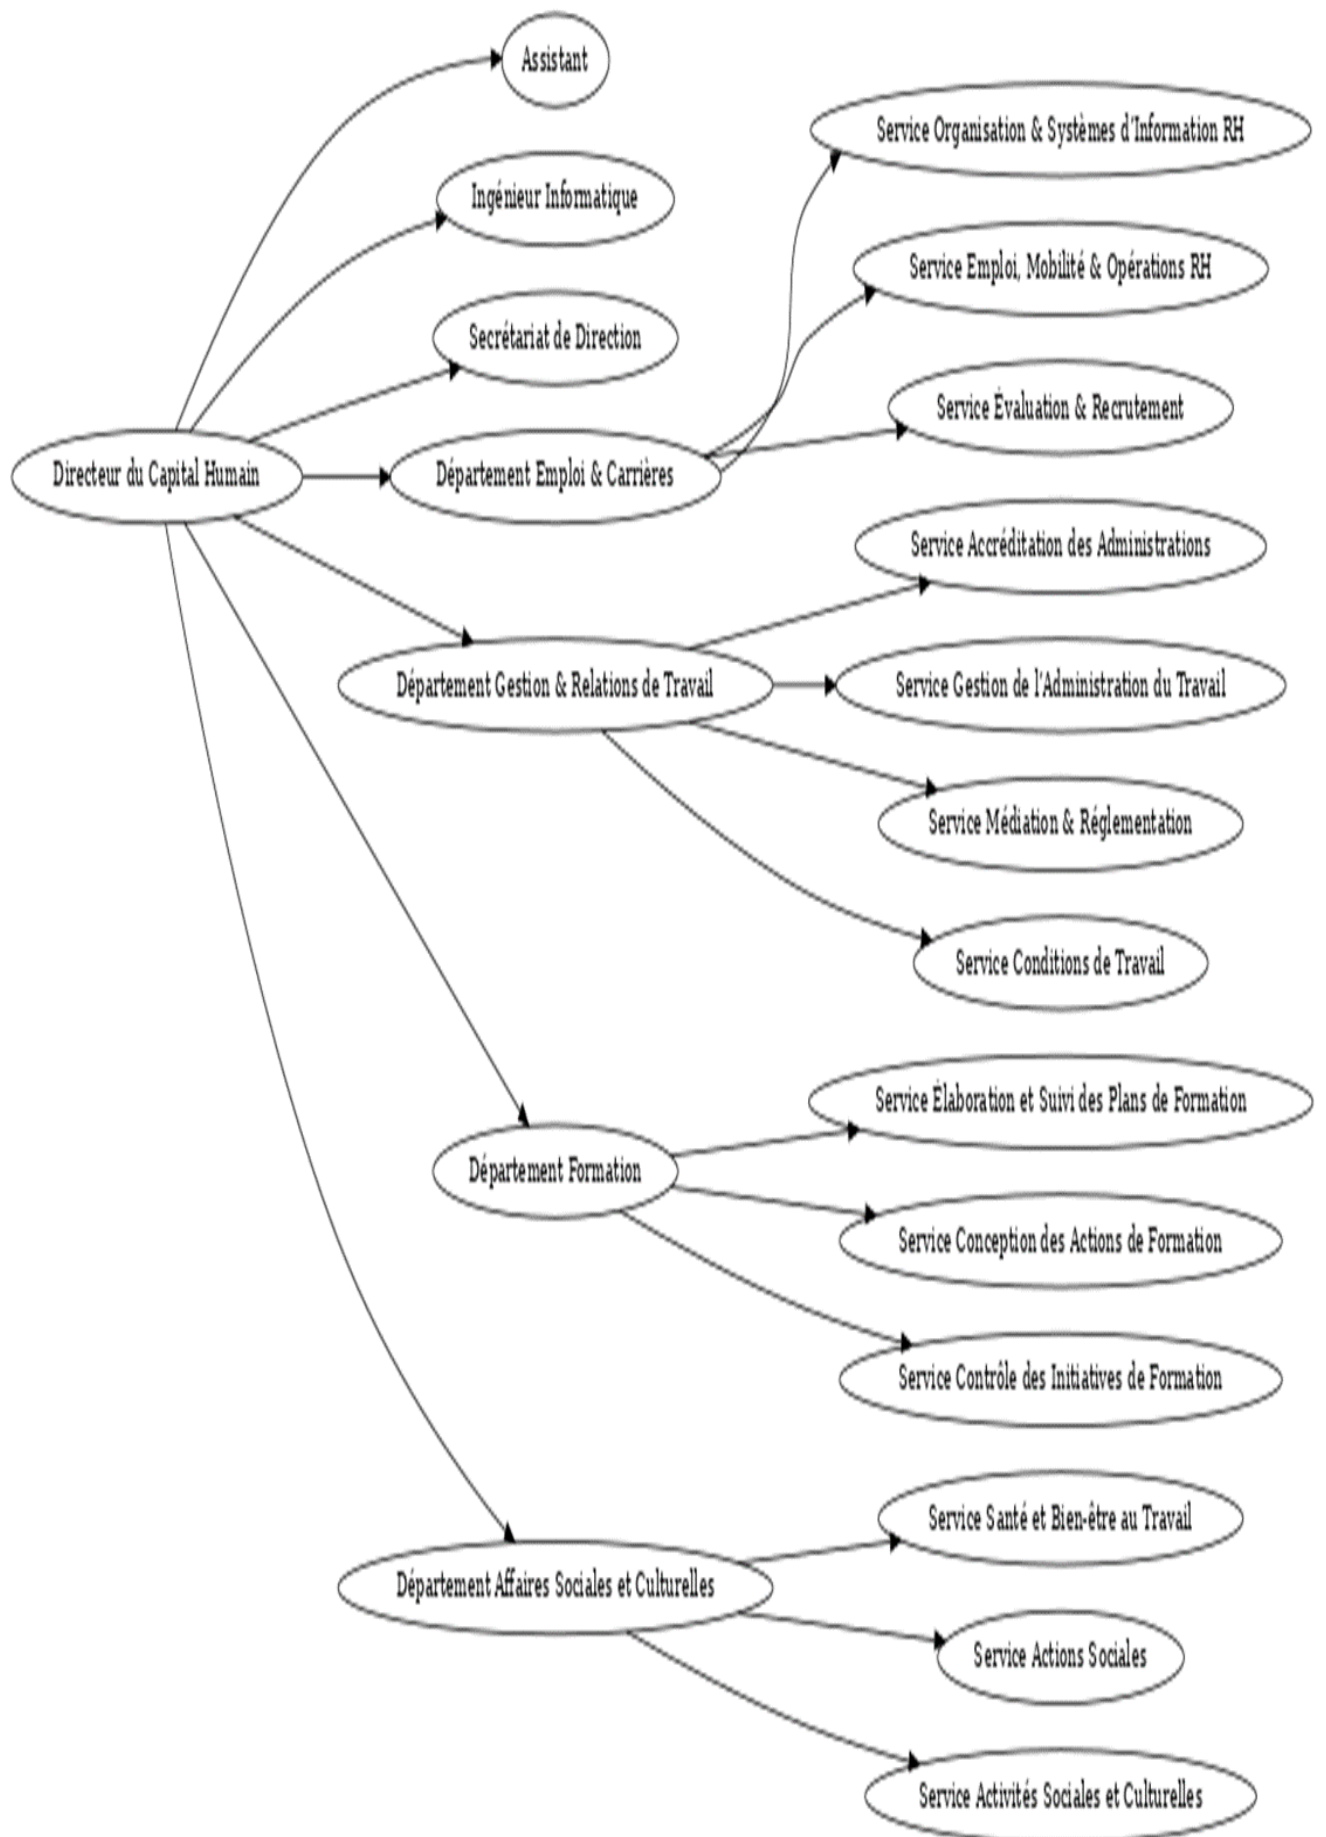 Assistant
Service Organisation & Systèmes d'Information RH
Ingénieur Informatique
Service Emploi, Mobilité & Opérations RH
Secrétariat de Direction
Service Évaluation & Recrutement
Directeur du Capital Humain
Département Emploi & Carrières
Service Accréditation des Administrations
Département Gestion & Relations de Travail
Service Gestion de l'Administration du Travail
Service Médiation & Réglementation
Service Conditions de Travail
Service Élaboration et Suivi des Plans de Formation
Département Formation
Service Conception des Actions de Formation
Service Contrôle des Initiatives de Formation
Service Santé et Bien-être au Travail
Département Affaires Sociales et Culturelles
Service Actions Sociales
Service Activités Sociales et Culturelles